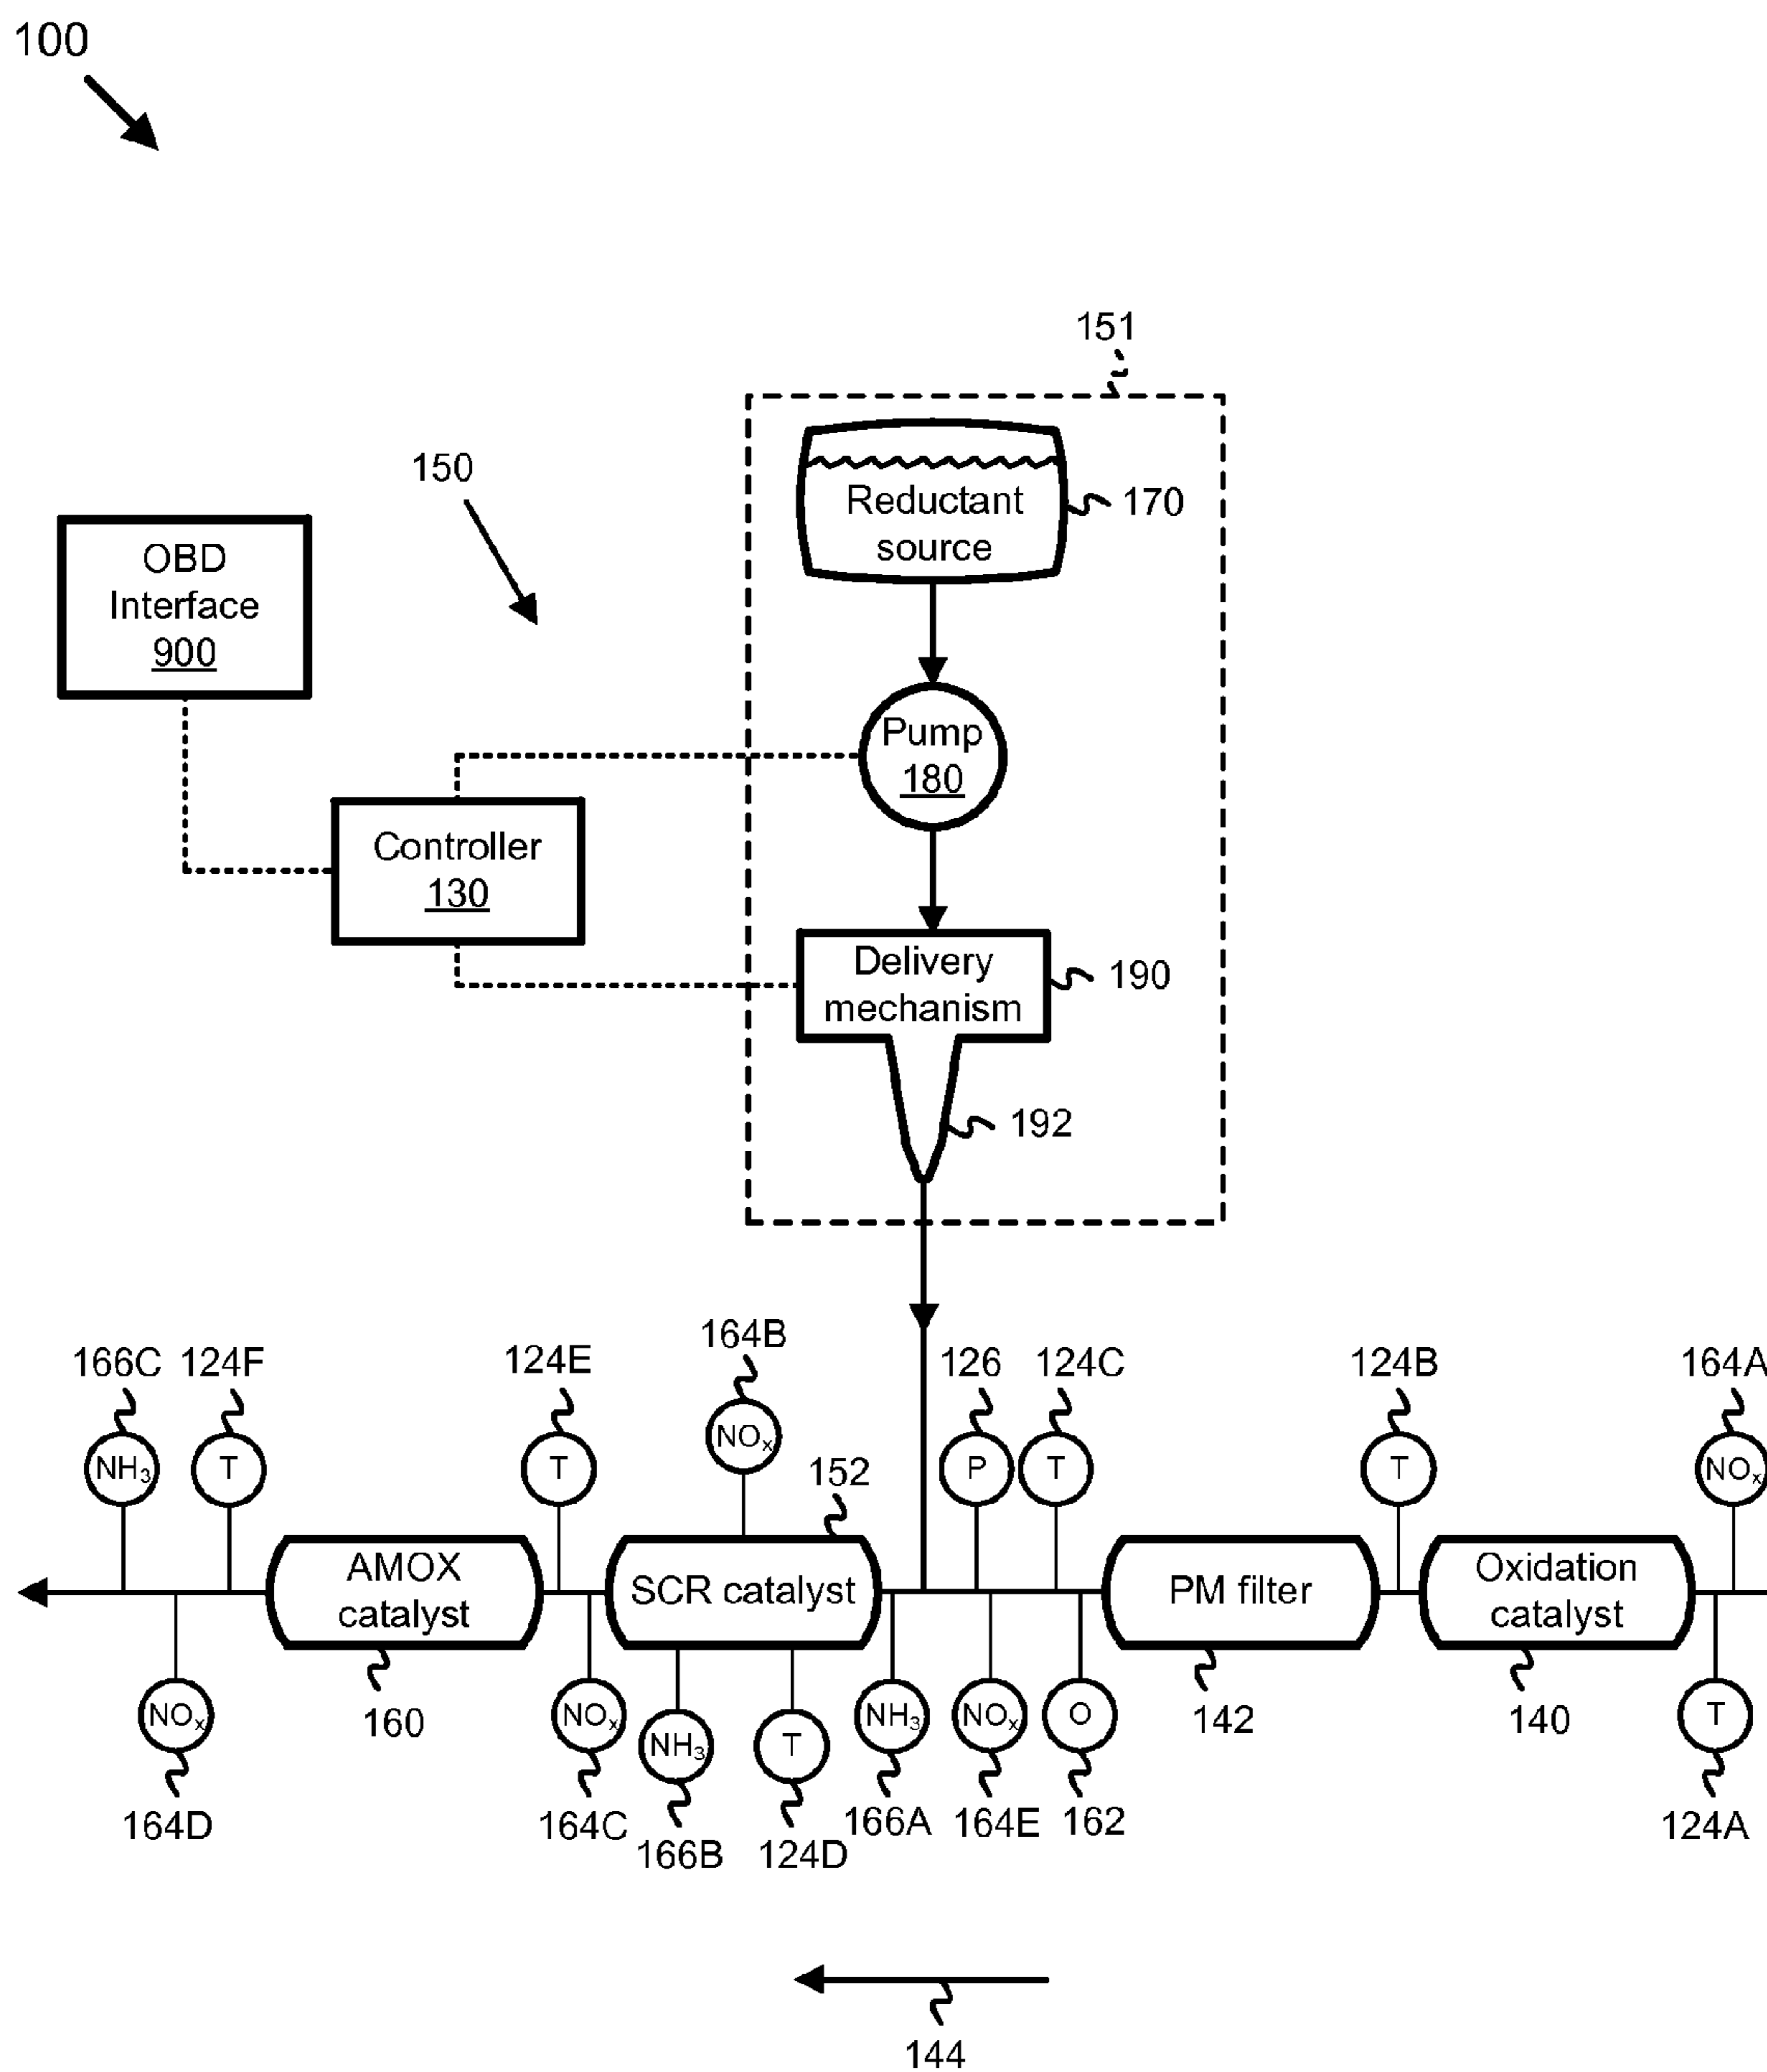 100
151
150
Reductant
source
170
OBD
Interface
900
Pump
180
Controller
130
Delivery
mechanism
190
192
164B
166C
124F
124E
126
124C
124B
164A
NOₓ
152
NH₃
T
T
P
T
T
NOₓ
AMOX
catalyst
SCR catalyst
PM filter
Oxidation
catalyst
NOₓ
160
NOₓ
NH₃
T
NH₃
NOₓ
O
142
140
T
164D
164C
166B
124D
166A
164E
162
124A
144